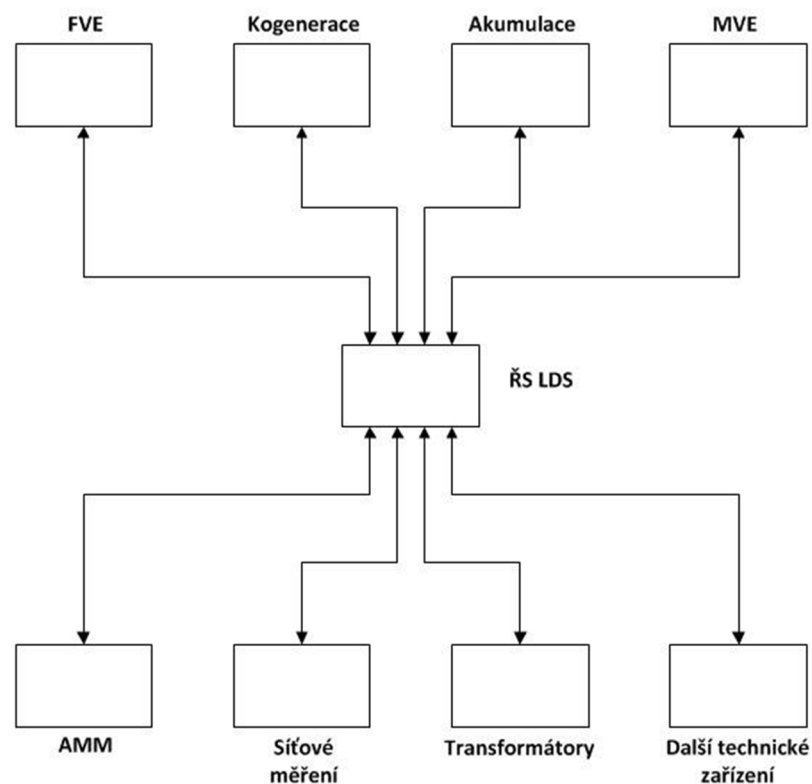 FVE
Kogenerace
Akumulace
MVE
ŘS LDS
AMM
Síťové
měření
Transformátory
Další technické
zařízení